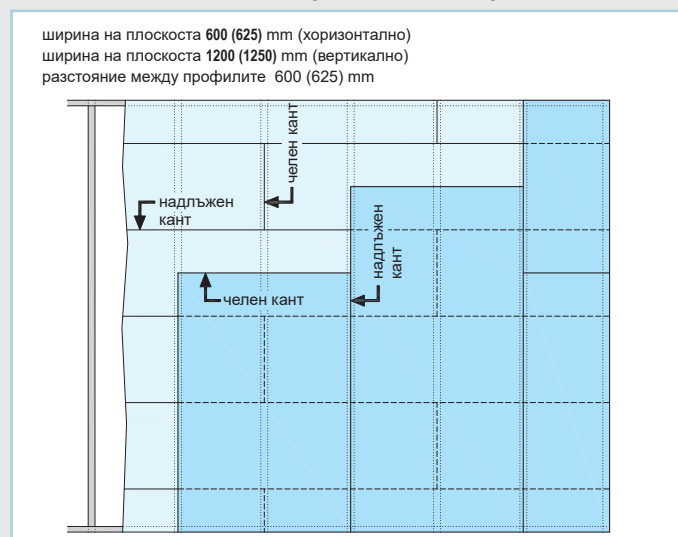 ширина на плоскоста 600 (625) mm (хоризонтално)
ширина на плоскоста 1200 (1250) mm (вертикално)
разстояние между профилите 600 (625) mm
челен кант
надлъжен
кант
надлъжен
кант
челен кант